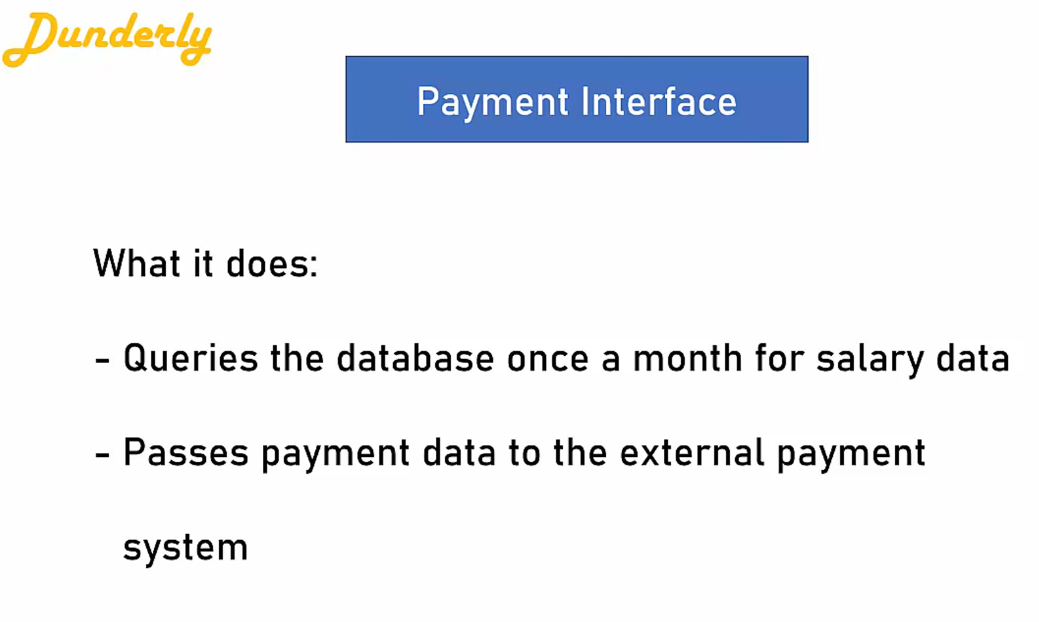 Dunderly
Payment Interface
What it does:
- Queries the database once a month for salary data
- Passes payment data to the external payment
system